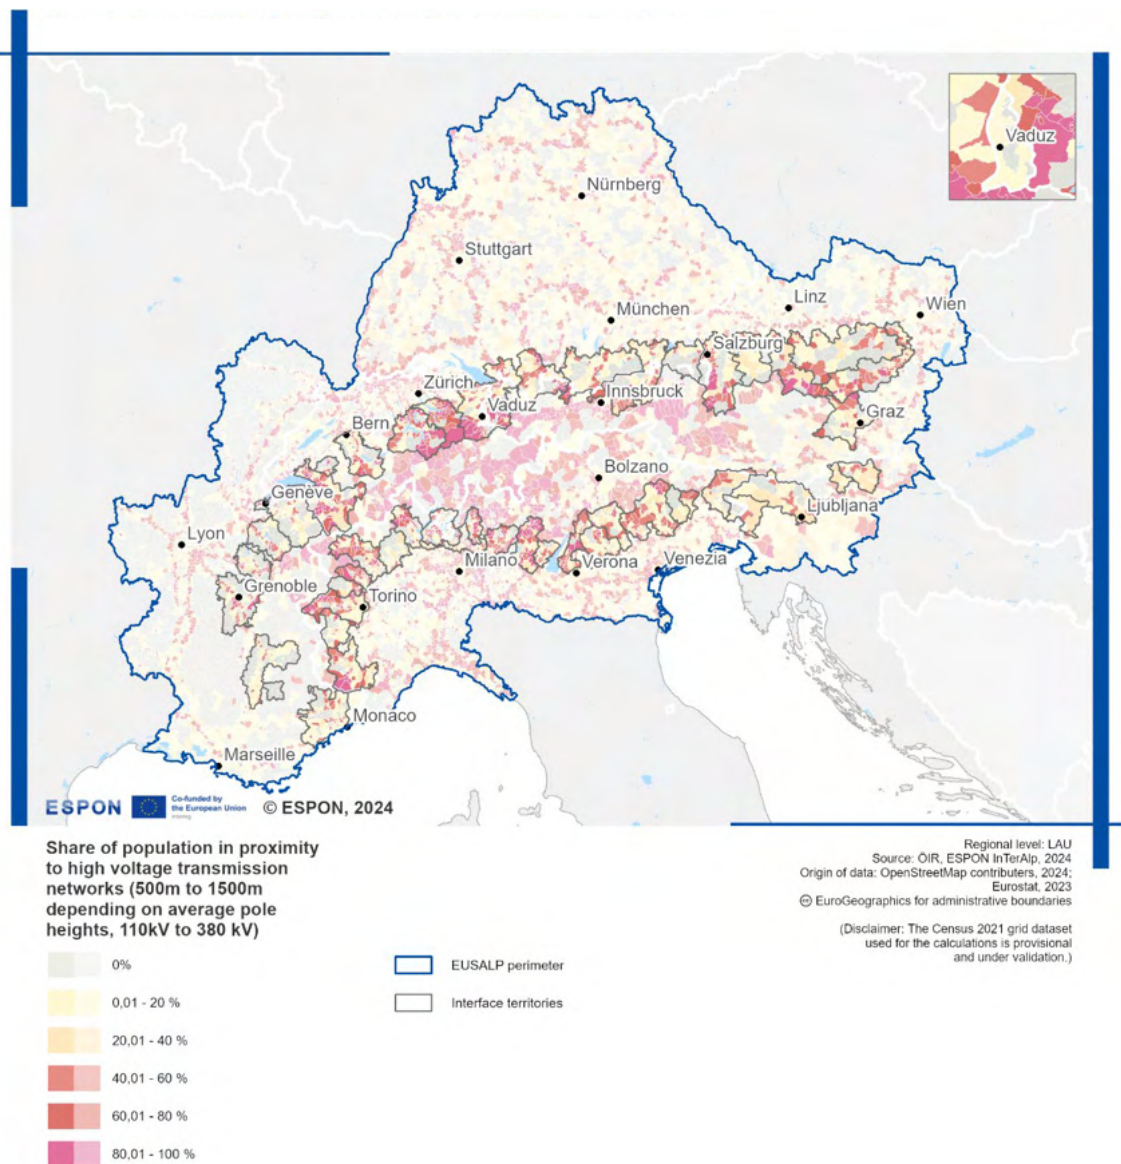 Vaduz
Nürnberg
Stuttgart
Linz
Wien
München
Salzburg
Zürich
Innsbruck
Vaduz
Graz
Bern
Bolzano
Genève
Ljubljana
Lyon
Milano
Verona
Venezia
Grenoble
Torino
Monaco
Marseille
ESPON
Co-funded by
the European Union
Interreg
© ESPON, 2024
Share of population in proximity
to high voltage transmission
networks (500m to 1500m
depending on average pole
heights, 110kV to 380 kV)
0%
0,01 - 20 %
20,01 - 40 %
40,01 - 60 %
60,01 - 80 %
80,01 - 100 %
EUSALP perimeter
Interface territories
Regional level: LAU
Source: ÖIR, ESPON InTerAlp, 2024
Origin of data: OpenStreetMap contributers, 2024;
Eurostat, 2023
EuroGeographics for administrative boundaries
(Disclaimer: The Census 2021 grid dataset
used for the calculations is provisional
and under validation.)